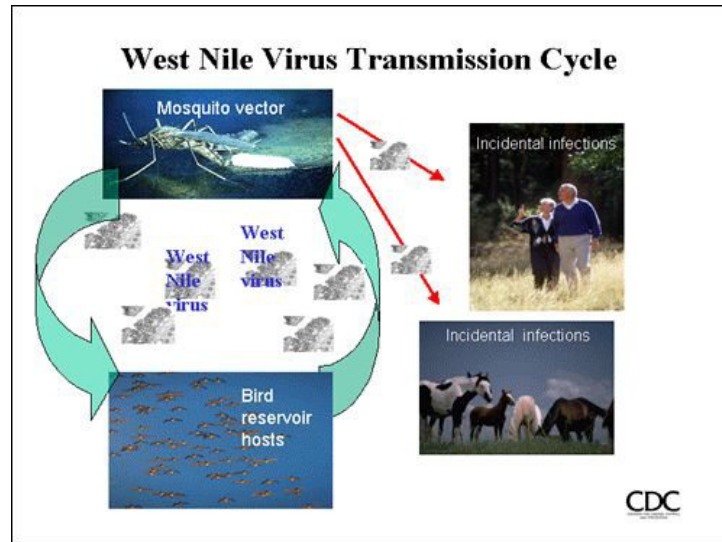 West Nile Virus Transmission Cycle
Mosquito vector
Incidental infections
West
Nile
virus
West
Nile
virus
Incidental infections
Bird
reservoir
hosts
CDC